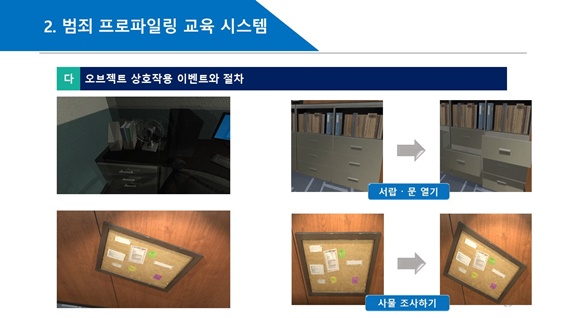 2. 범죄 프로파일링 교육 시스템
다 오브젝트 상호작용 이벤트와 절차
서랍 · 문 열기
사물 조사하기